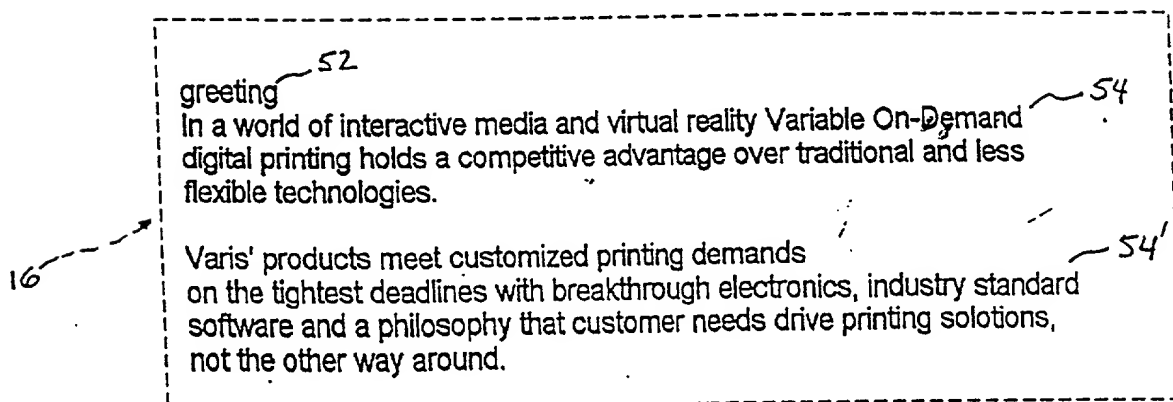 52
greeting
54
In a world of interactive media and virtual reality Variable On-Demand
digital printing holds a competitive advantage over traditional and less
flexible technologies.
16
Varis' products meet customized printing demands
54'
on the tightest deadlines with breakthrough electronics, industry standard
software and a philosophy that customer needs drive printing solotions,
not the other way around.